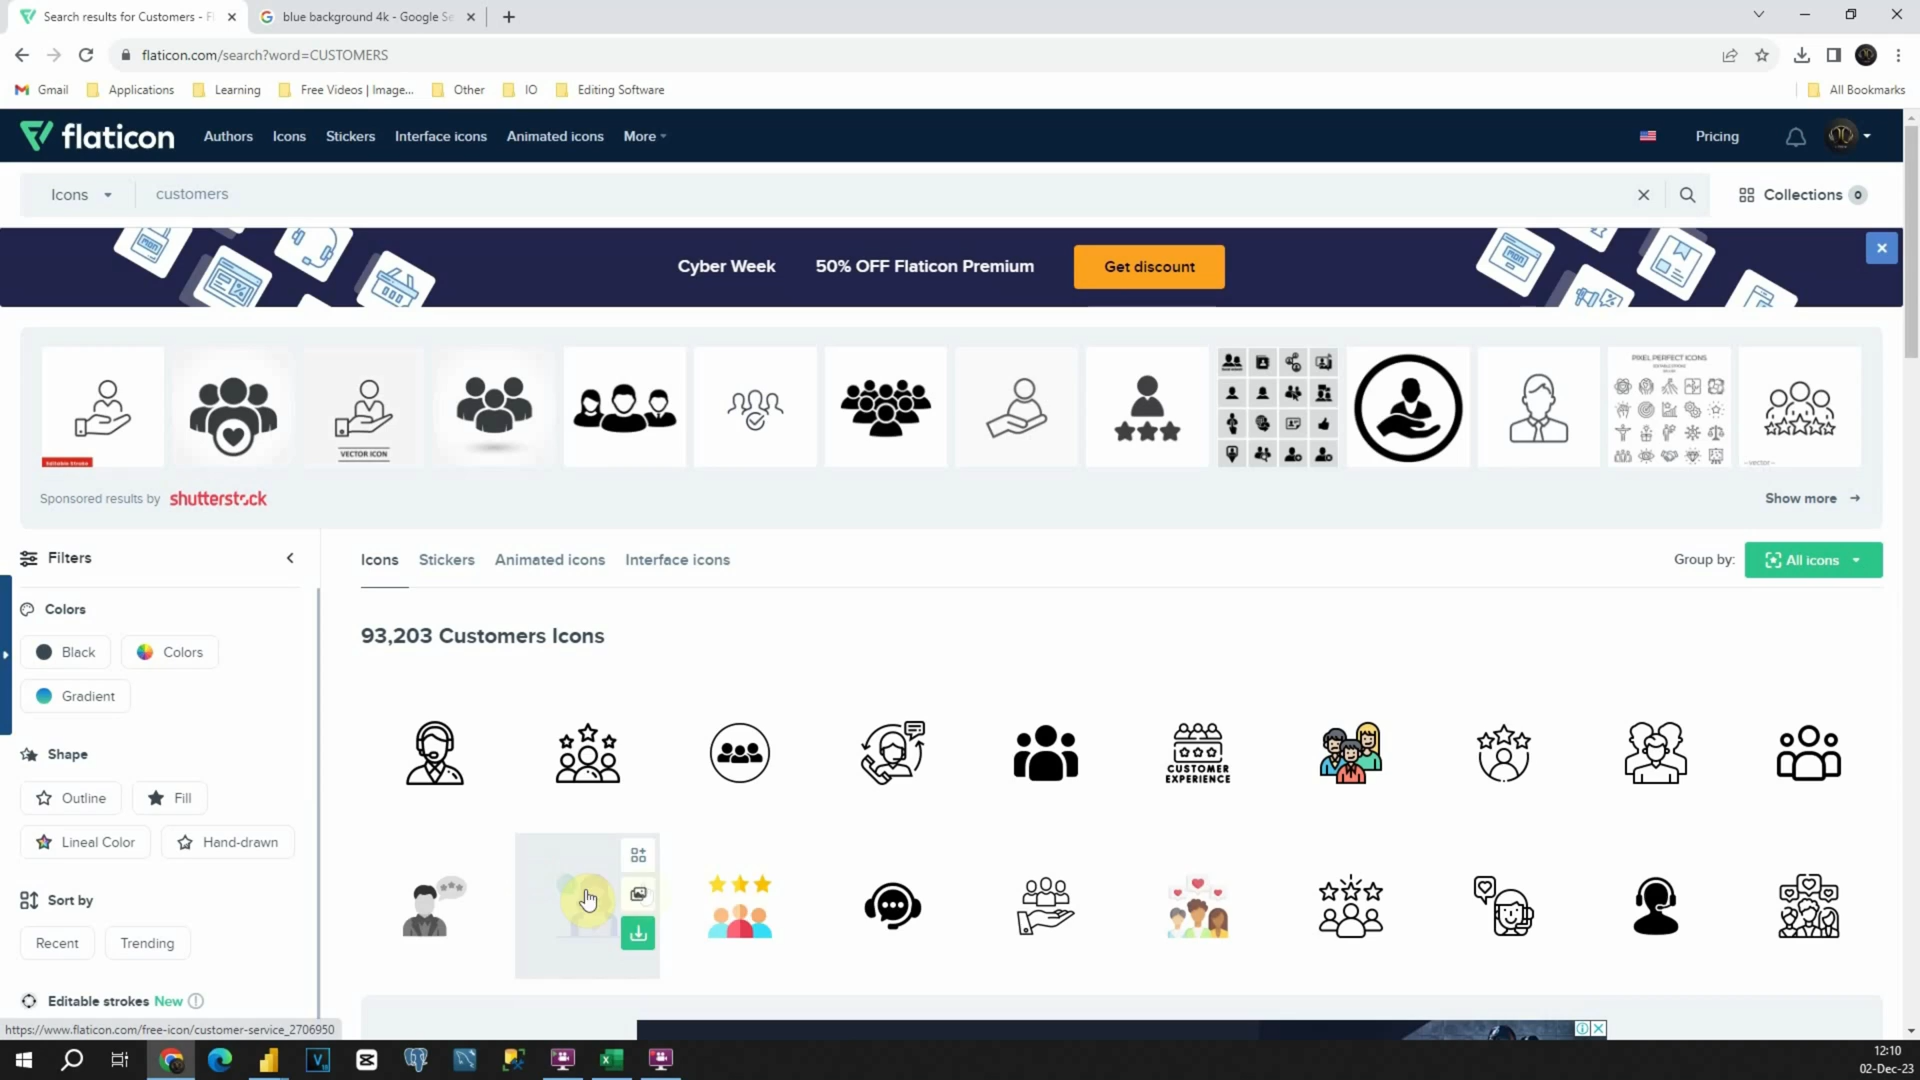 Search results for Customers - F
blue background 4k - Google Se
flaticon.com/search?word=CUSTOMERS
Gmail
Applications
Learning
Free Videos | Image...
Other
IO
Editing Software
All Bookmarks
flaticon
Authors
Icons
Stickers
Interface icons
Animated icons
More
Pricing
Icons
customers
Collections 0
Cyber Week
50% OFF Flaticon Premium
Get discount
Editable Stroke
VECTOR ICON
PIXEL PERFECT ICONS
Sponsored results by shutterstock
Show more
Filters
Icons
Stickers
Animated icons
Interface icons
Group by:
All icons
Colors
93,203 Customers Icons
Black
Colors
Gradient
Shape
CUSTOMER
EXPERIENCE
Outline
Fill
Lineal Color
Hand-drawn
Sort by
Recent
Trending
Editable strokes New
https://www.flaticon.com/free-icon/customer-service_2706950
12:10
02-Dec-23